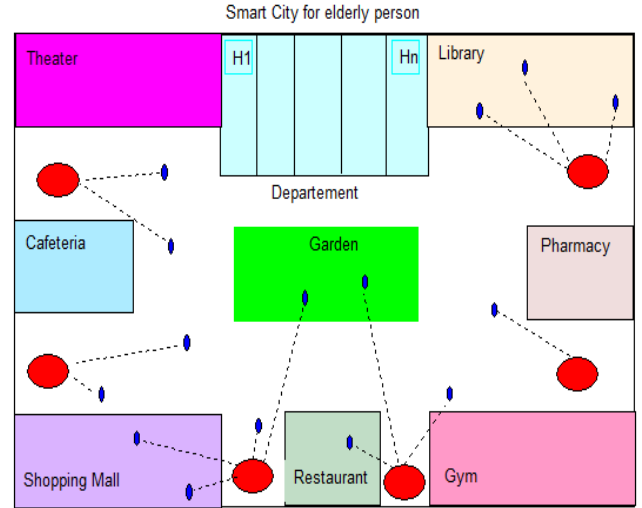 Smart City for elderly person
Theater
H1
Hn
Library
Departement
Cafeteria
Garden
Pharmacy
Shopping Mall
Restaurant
Gym